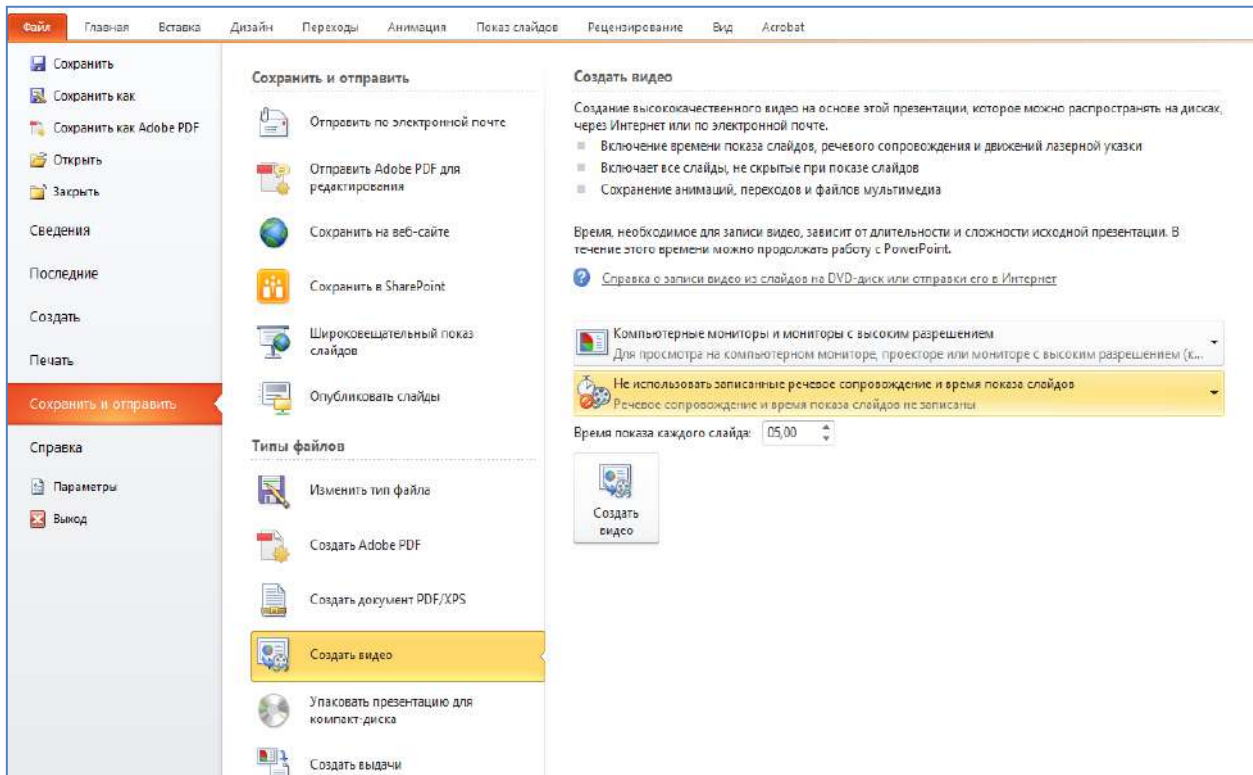 Файл Главная Вставка Дизайн Переходы Анимация Показ слайдов Рецензирование Вид Acrobat
Сохранить
Сохранить как
Сохранить как Adobe PDF
Открыть
Закрыть
Сведения
Последние
Создать
Печать
Сохранить и отправить
Справка
Параметры
Выход
Сохранить и отправить
Отправить по электронной почте
Отправить Adobe PDF для
редактирования
Сохранить на веб-сайте
Сохранить в SharePoint
Широковещательный показ
слайдов
Опубликовать слайды
Типы файлов
Изменить тип файла
Создать Adobe PDF
Создать документ PDF/XPS
Создать видео
Упаковать презентацию для
компакт-диска
Создать выдачи
Создать видео
Создание высококачественного видео на основе этой презентации, которое можно распространять на дисках,
через Интернет или по электронной почте.
Включение времени показа слайдов, речевого сопровождения и движений лазерной указки
Включает все слайды, не скрытые при показе слайдов
Сохранение анимаций, переходов и файлов мультимедиа
Время, необходимое для записи видео, зависит от длительности и сложности исходной презентации. В
течение этого времени можно продолжать работу с PowerPoint.
Справка о записи видео из слайдов на DVD-диск или отправки его в Интернет
Компьютерные мониторы и мониторы с высоким разрешением
Для просмотра на компьютерном мониторе, проекторе или мониторе с высоким разрешением (к...
Не использовать записанные речевое сопровождение и время показа слайдов
Речевое сопровождение и время показа слайдов не записаны
Время показа каждого слайда: 05,00
Создать
видео